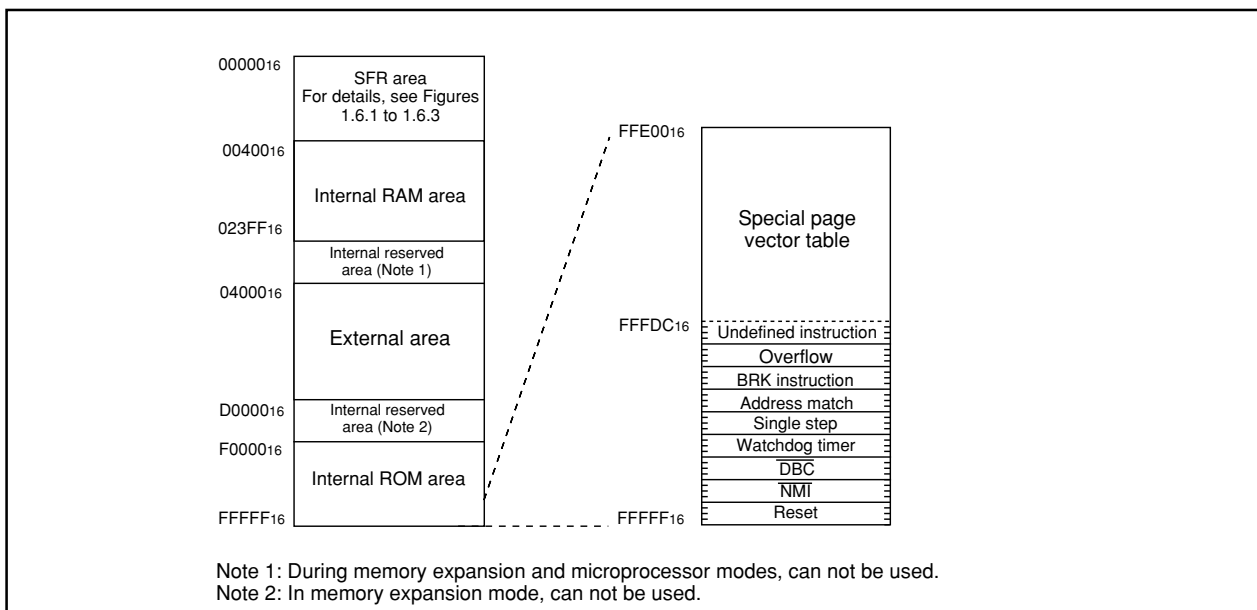 0000016
SFR area
For details, see Figures
1.6.1 to 1.6.3
0040016
Internal RAM area
023FF16
Internal reserved
area (Note 1)
0400016
External area
D000016
Internal reserved
area (Note 2)
F000016
Internal ROM area
FFFFF16
FFE0016
Special page
vector table
FFFDC16
Undefined instruction
Overflow
BRK instruction
Address match
Single step
Watchdog timer
DBC
NMI
Reset
FFFFF16
Note 1: During memory expansion and microprocessor modes, can not be used.
Note 2: In memory expansion mode, can not be used.